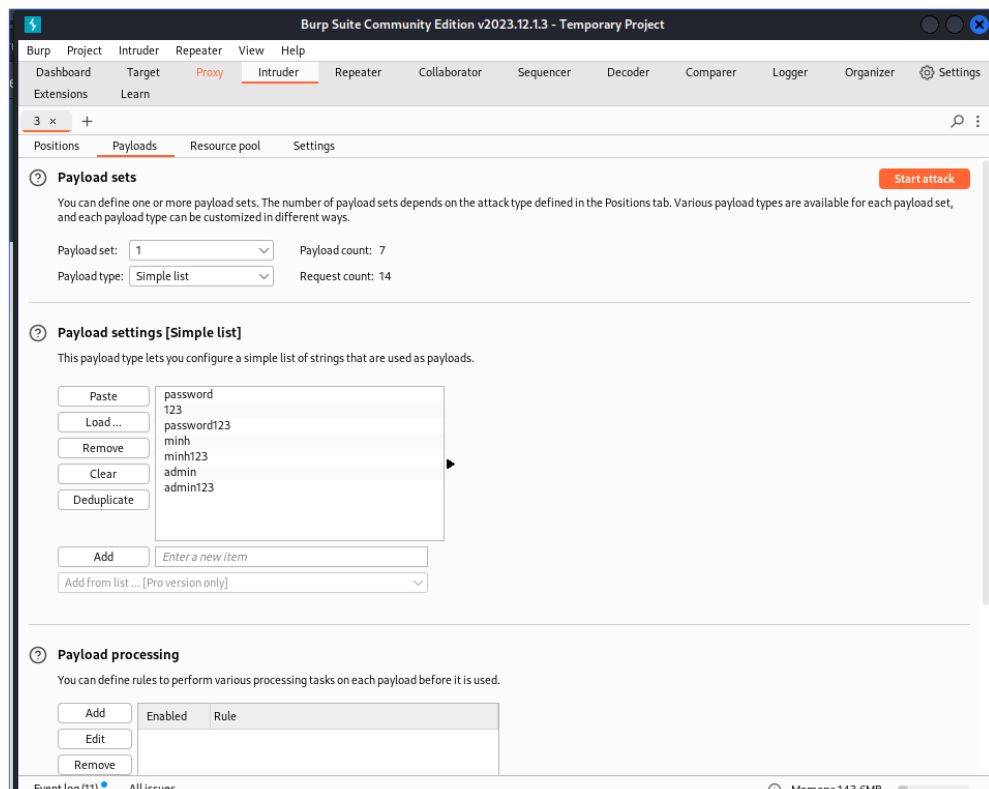 Burp Suite Community Edition v2023.12.1.3 - Temporary Project
Burp Project Intruder Repeater View Help
Dashboard Target Proxy Intruder Repeater Collaborator Sequencer Decoder Comparer Logger Organizer Settings
Extensions Learn
3 × +
Positions Payloads Resource pool Settings
? Payload sets
Start attack
You can define one or more payload sets. The number of payload sets depends on the attack type defined in the Positions tab. Various payload types are available for each payload set,
and each payload type can be customized in different ways.
Payload set: 1 Payload count: 7
Payload type: Simple list Request count: 14
? Payload settings [Simple list]
This payload type lets you configure a simple list of strings that are used as payloads.
Paste
Load ...
Remove
Clear
Deduplicate
password
123
password123
minh
minh123
admin
admin123
Add Enter a new item
Add from list ... [Pro version only]
? Payload processing
You can define rules to perform various processing tasks on each payload before it is used.
Add
Edit
Remove
Enabled Rule
Event log (11) All issues
Memory: 143.6MB